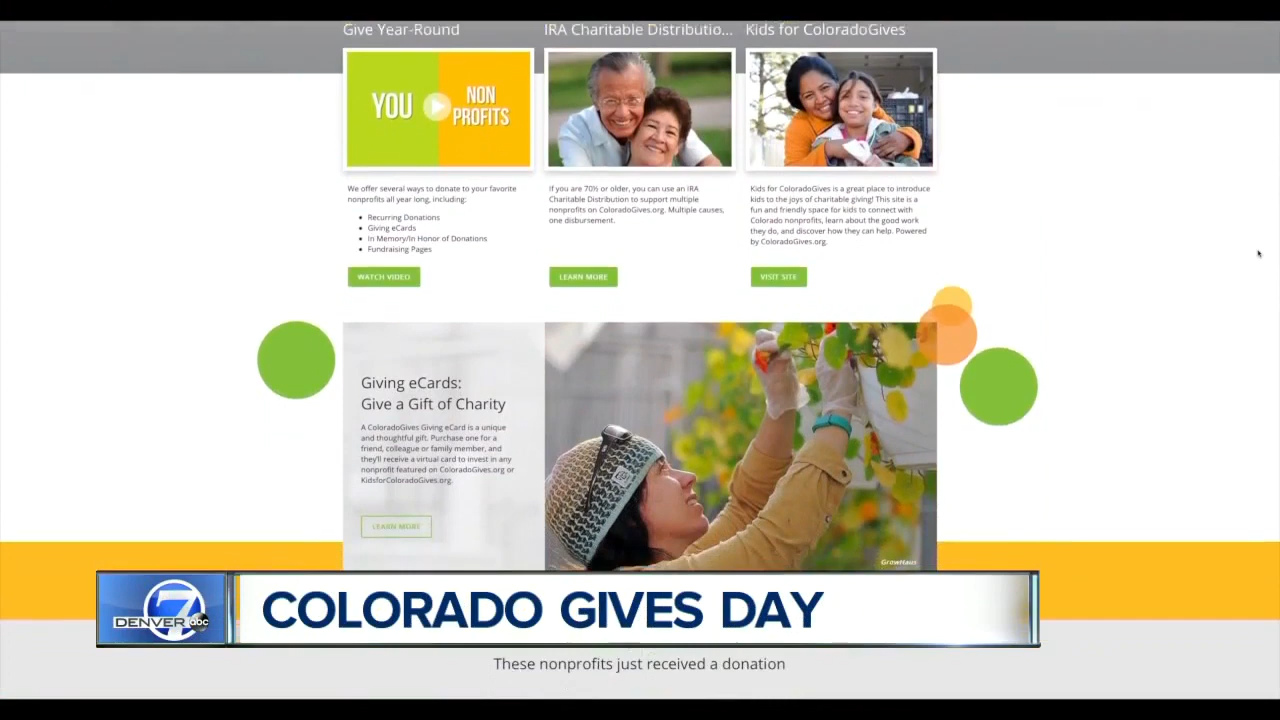 Give Year-Round
IRA Charitable Distributio...
Kids for ColoradoGives
YOU
NON
PROFITS
We offer several ways to donate to your favorite
nonprofits all year long, including:
• Recurring Donations
• Giving eCards
• In Memory/In Honor of Donations
• Fundraising Pages
WATCH VIDEO
If you are 70½ or older, you can use an IRA
Charitable Distribution to support multiple
nonprofits on ColoradoGives.org. Multiple causes,
one disbursement.
LEARN MORE
Kids for ColoradoGives is a great place to introduce
kids to the joys of charitable giving! This site is a
fun and friendly space for kids to connect with
Colorado nonprofits, learn about the good work
they do, and discover how they can help. Powered
by ColoradoGives.org.
VISIT SITE
Giving eCards:
Give a Gift of Charity
A ColoradoGives Giving eCard is a unique
and thoughtful gift. Purchase one for a
friend, colleague or family member, and
they'll receive a virtual card to invest in any
nonprofit featured on ColoradoGives.org or
KidsforColoradoGives.org.
LEARN MORE
GrowHaus
DENVER 7 abc
COLORADO GIVES DAY
These nonprofits just received a donation